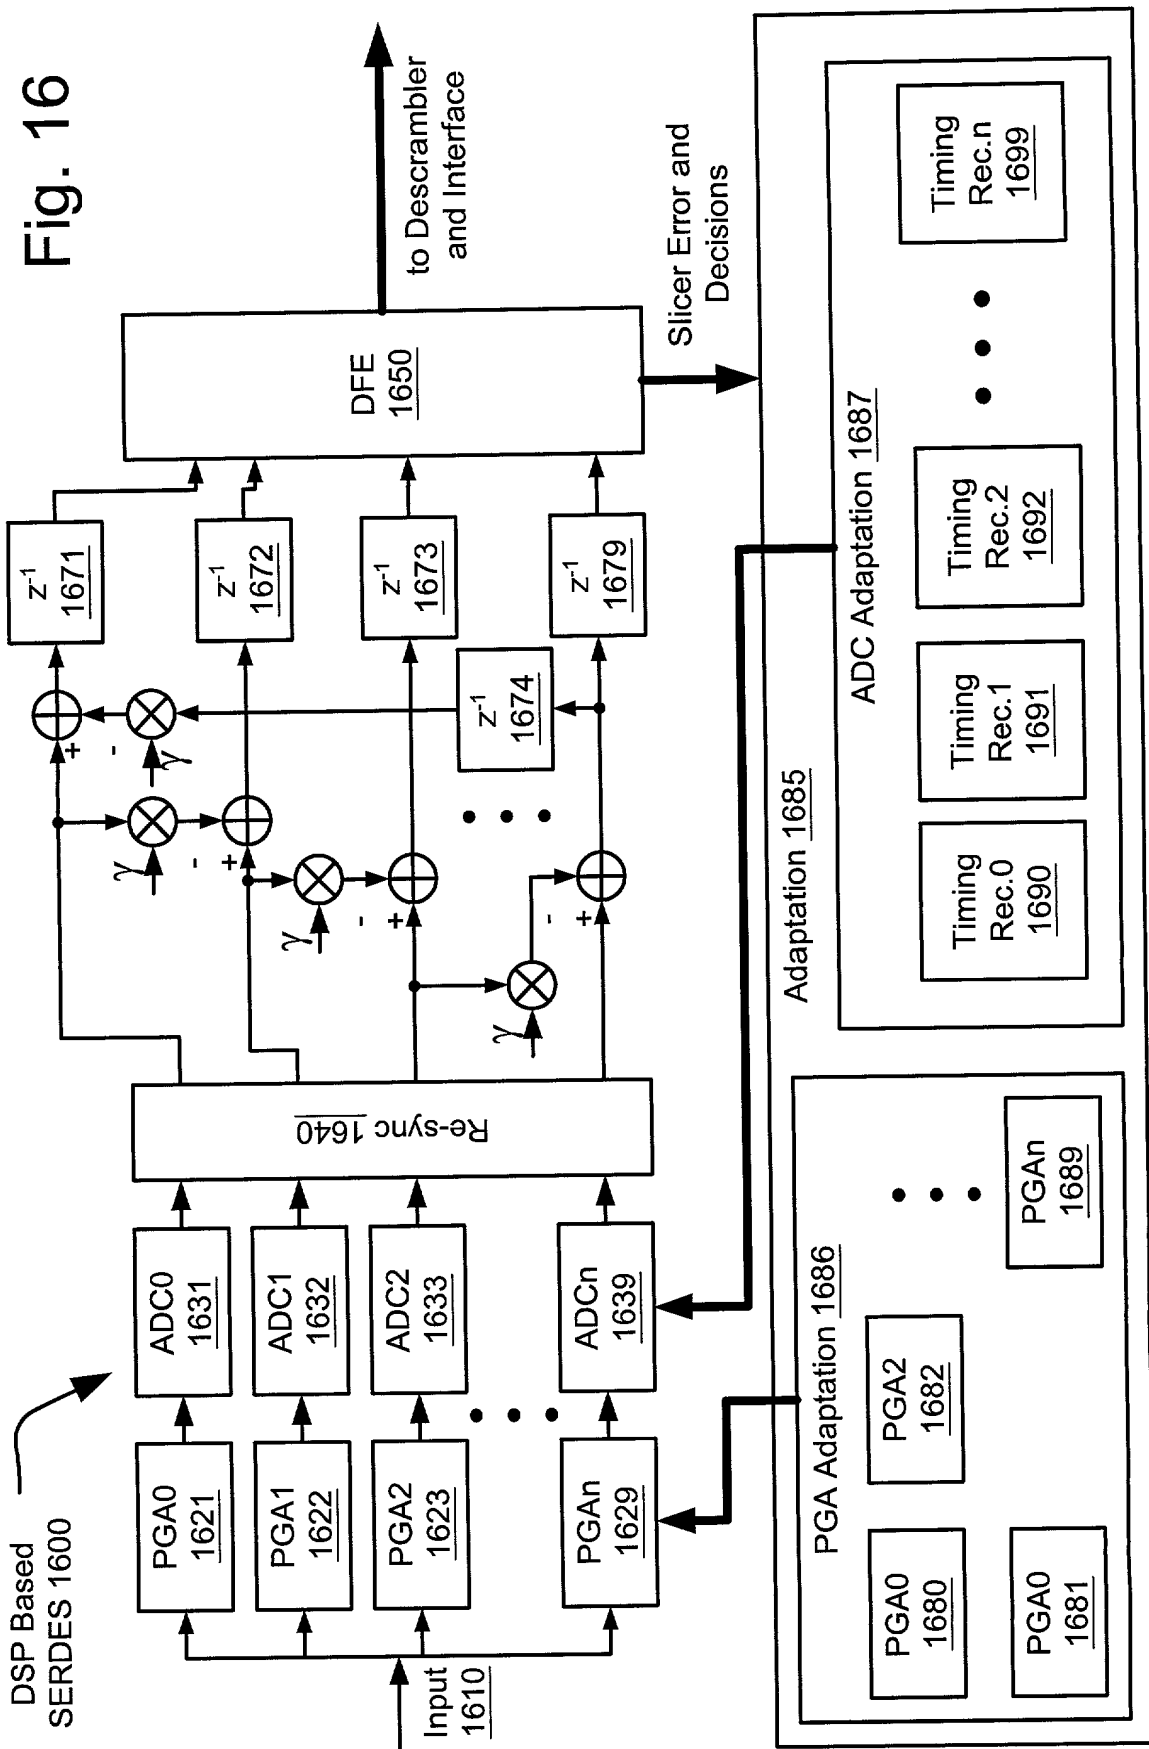 Fig. 16
DSP Based
SERDES 1600
Input
1610
PGA0
1621
PGA1
1622
PGA2
1623
PGAn
1629
ADC0
1631
ADC1
1632
ADC2
1633
ADCn
1639
Re-sync 1640
γ
-
+
γ
-
+
γ
-
+
γ
-
+
z-1
1671
z-1
1672
z-1
1673
z-1
1674
z-1
1679
DFE
1650
to Descrambler
and Interface
Slicer Error and
Decisions
Adaptation 1685
PGA Adaptation 1686
PGA0
1680
PGA0
1681
PGA2
1682
PGAn
1689
ADC Adaptation 1687
Timing
Rec.0
1690
Timing
Rec.1
1691
Timing
Rec.2
1692
Timing
Rec.n
1699